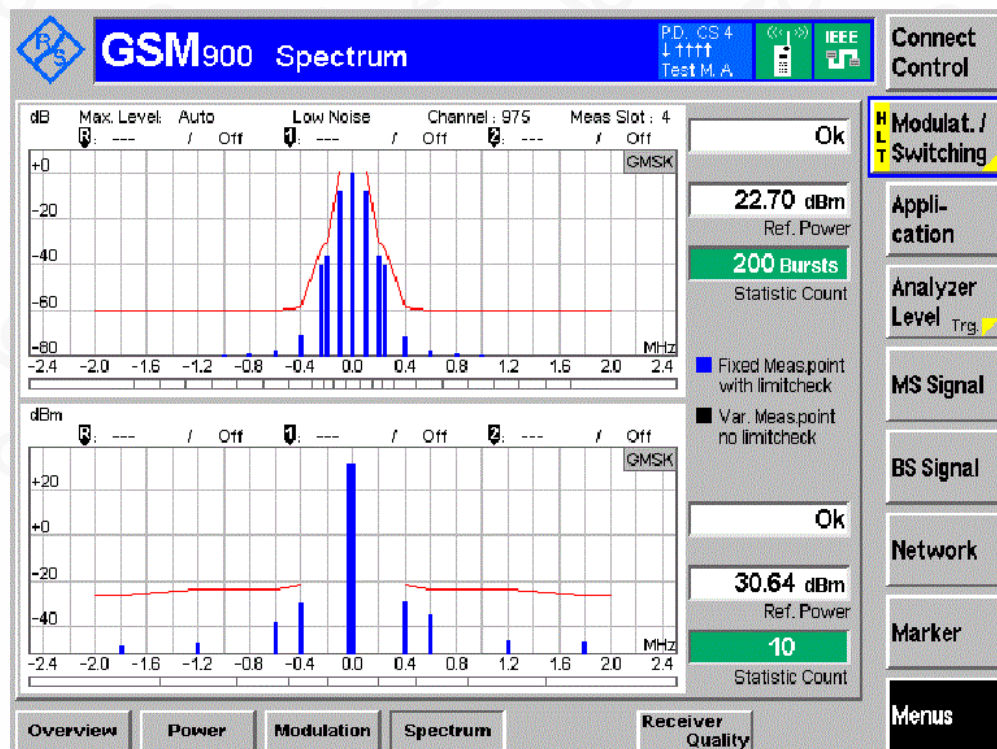 R&S
GSM900 Spectrum
PD, CS 4
↓ ↑↑↑↑
Test M. A
IEEE
Connect
Control
dB Max. Level: Auto Low Noise Channel : 975 Meas Slot : 4
R: --- / Off 1: --- / Off 2: --- / Off
GMSK
+0
-20
-40
-60
-80
MHz
-2.4 -2.0 -1.6 -1.2 -0.8 -0.4 0.0 0.4 0.8 1.2 1.6 2.0 2.4
Ok
22.70 dBm
Ref. Power
200 Bursts
Statistic Count
Fixed Meas.point
with limitcheck
Var. Meas.point
no limitcheck
dBm
R: --- / Off 1: --- / Off 2: --- / Off
GMSK
+20
+0
-20
-40
MHz
-2.4 -2.0 -1.6 -1.2 -0.8 -0.4 0.0 0.4 0.8 1.2 1.6 2.0 2.4
Ok
30.64 dBm
Ref. Power
10
Statistic Count
HLT
Modulat. /
Switching
Appli-
cation
Analyzer
Level Trg.
MS Signal
BS Signal
Network
Marker
Menus
Overview
Power
Modulation
Spectrum
Receiver
Quality